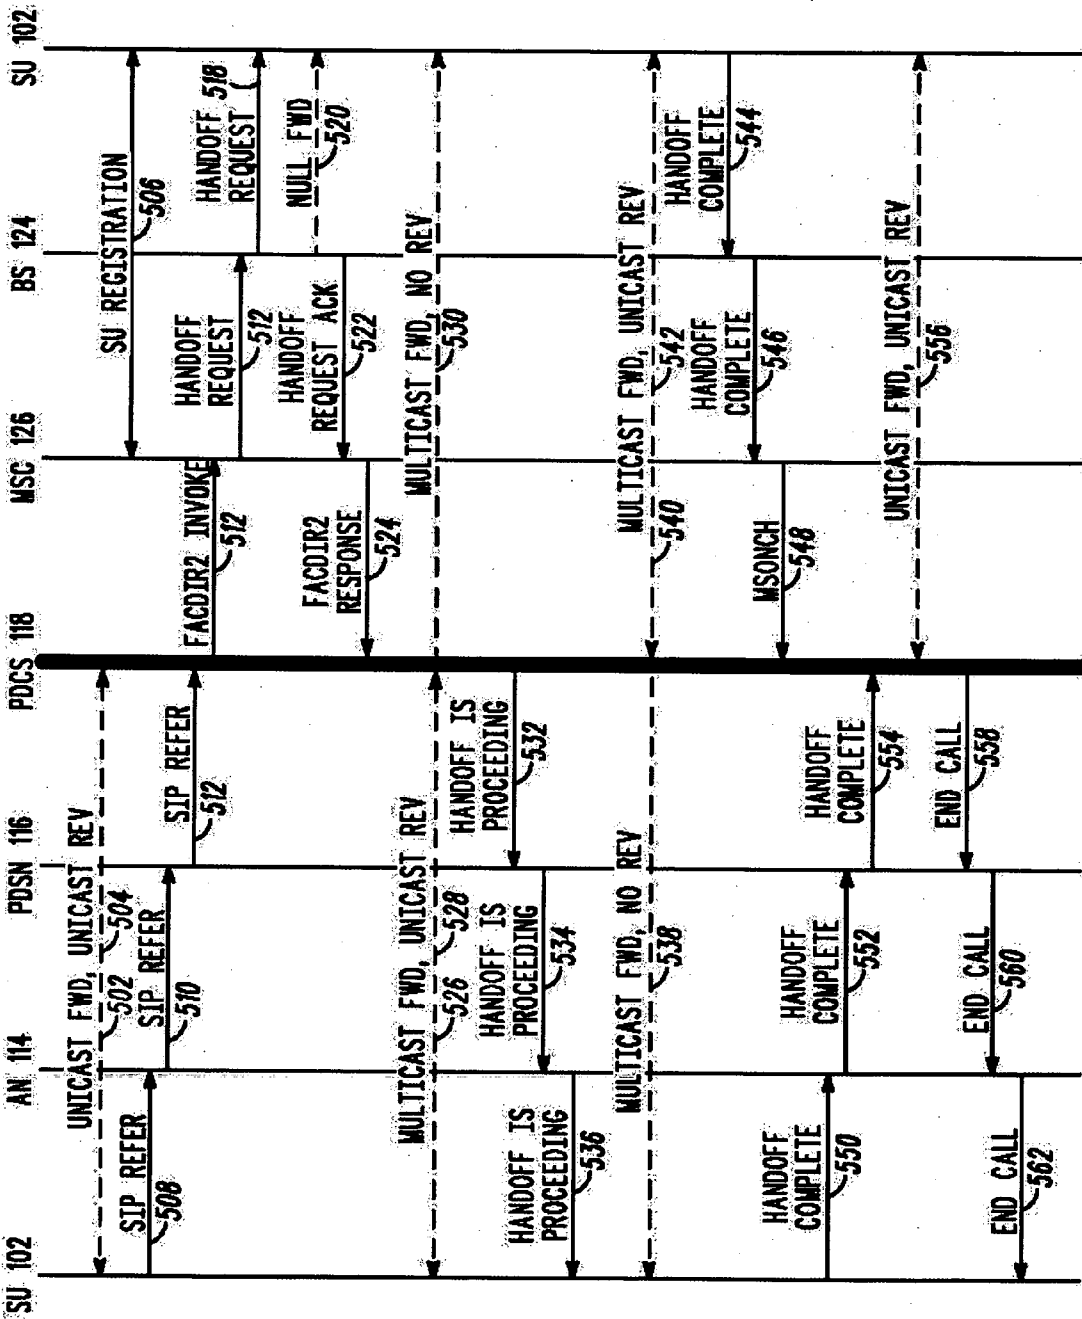 SU 102
AN 114
PDSN 116
PDCS 118
MSC 126
BS 124
SU 102
UNICAST FWD, UNICAST REV
502
504
SU REGISTRATION
506
SIP REFER
508
SIP REFER
510
SIP REFER
512
FACDIR2 INVOKE
512
HANDOFF
REQUEST
512
HANDOFF
REQUEST
518
NULL FWD
520
HANDOFF
REQUEST ACK
522
FACDIR2
RESPONSE
524
MULTICAST FWD, UNICAST REV
526
528
MULTICAST FWD, NO REV
530
HANDOFF IS
PROCEEDING
532
HANDOFF IS
PROCEEDING
534
HANDOFF IS
PROCEEDING
536
MULTICAST FWD, NO REV
538
MULTICAST FWD, UNICAST REV
540
542
HANDOFF
COMPLETE
544
HANDOFF
COMPLETE
546
MSONCH
548
HANDOFF
COMPLETE
550
HANDOFF
COMPLETE
552
HANDOFF
COMPLETE
554
UNICAST FWD, UNICAST REV
556
END CALL
558
END CALL
560
END CALL
562